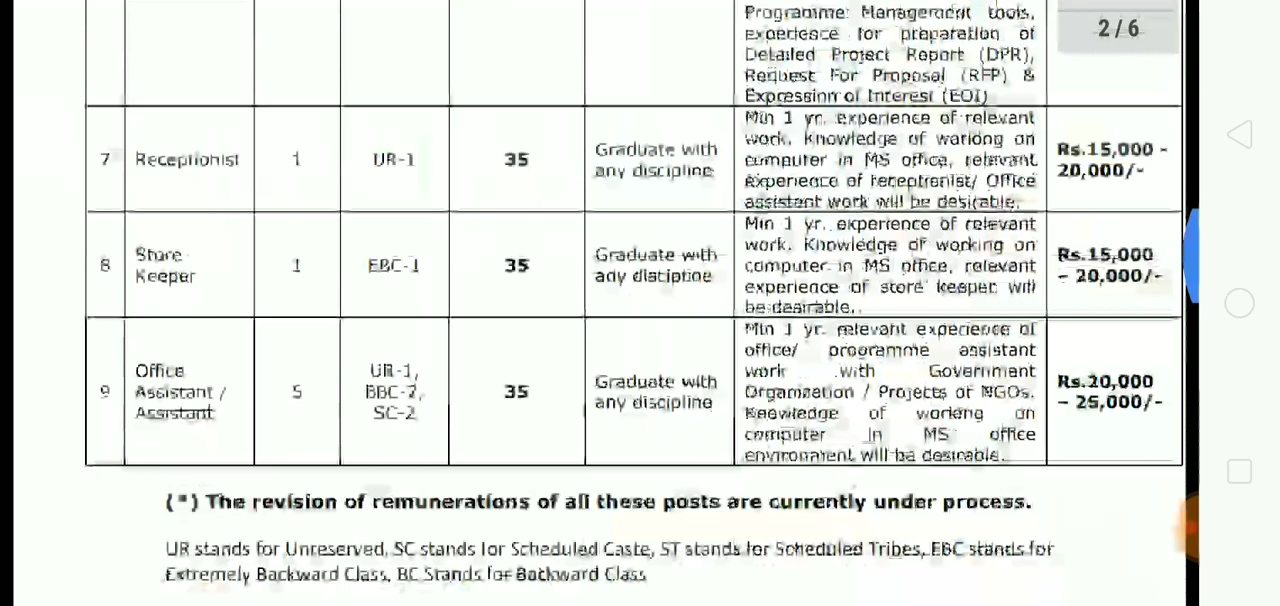 Programme Management tools,
experience for preparation of
Detailed Project Report (DPR),
Request For Proposal (RFP) &
Expression of Interest (EOI)
2 / 6
7 Receptionist 1 UR-1 35 Graduate with any discipline
Min 1 yr. experience of relevant
work. Knowledge of working on
computer in MS office, relevant
experience of receptionist/ Office
assistant work will be desirable.
Rs.15,000 -
20,000/-
8 Store Keeper 1 EBC-1 35 Graduate with any discipline
Min 1 yr. experience of relevant
work. Knowledge of working on
computer in MS office, relevant
experience of store keeper will
be desirable.
Rs.15,000
– 20,000/-
9 Office Assistant / Assistant 5 UR-1, SC-2 35 Graduate with any discipline
Min 1 yr. relevant experience of
office/ programme assistant
work with Government
Organization / Projects of NGOs.
Knowledge of working on
computer in MS office
environment will be desirable.
Rs.20,000
– 25,000/-
(*) The revision of remunerations of all these posts are currently under process.
UR stands for Unreserved, SC stands for Scheduled Caste, ST stands for Scheduled Tribes, EBC stands for
Extremely Backward Class, BC Stands for Backward Class